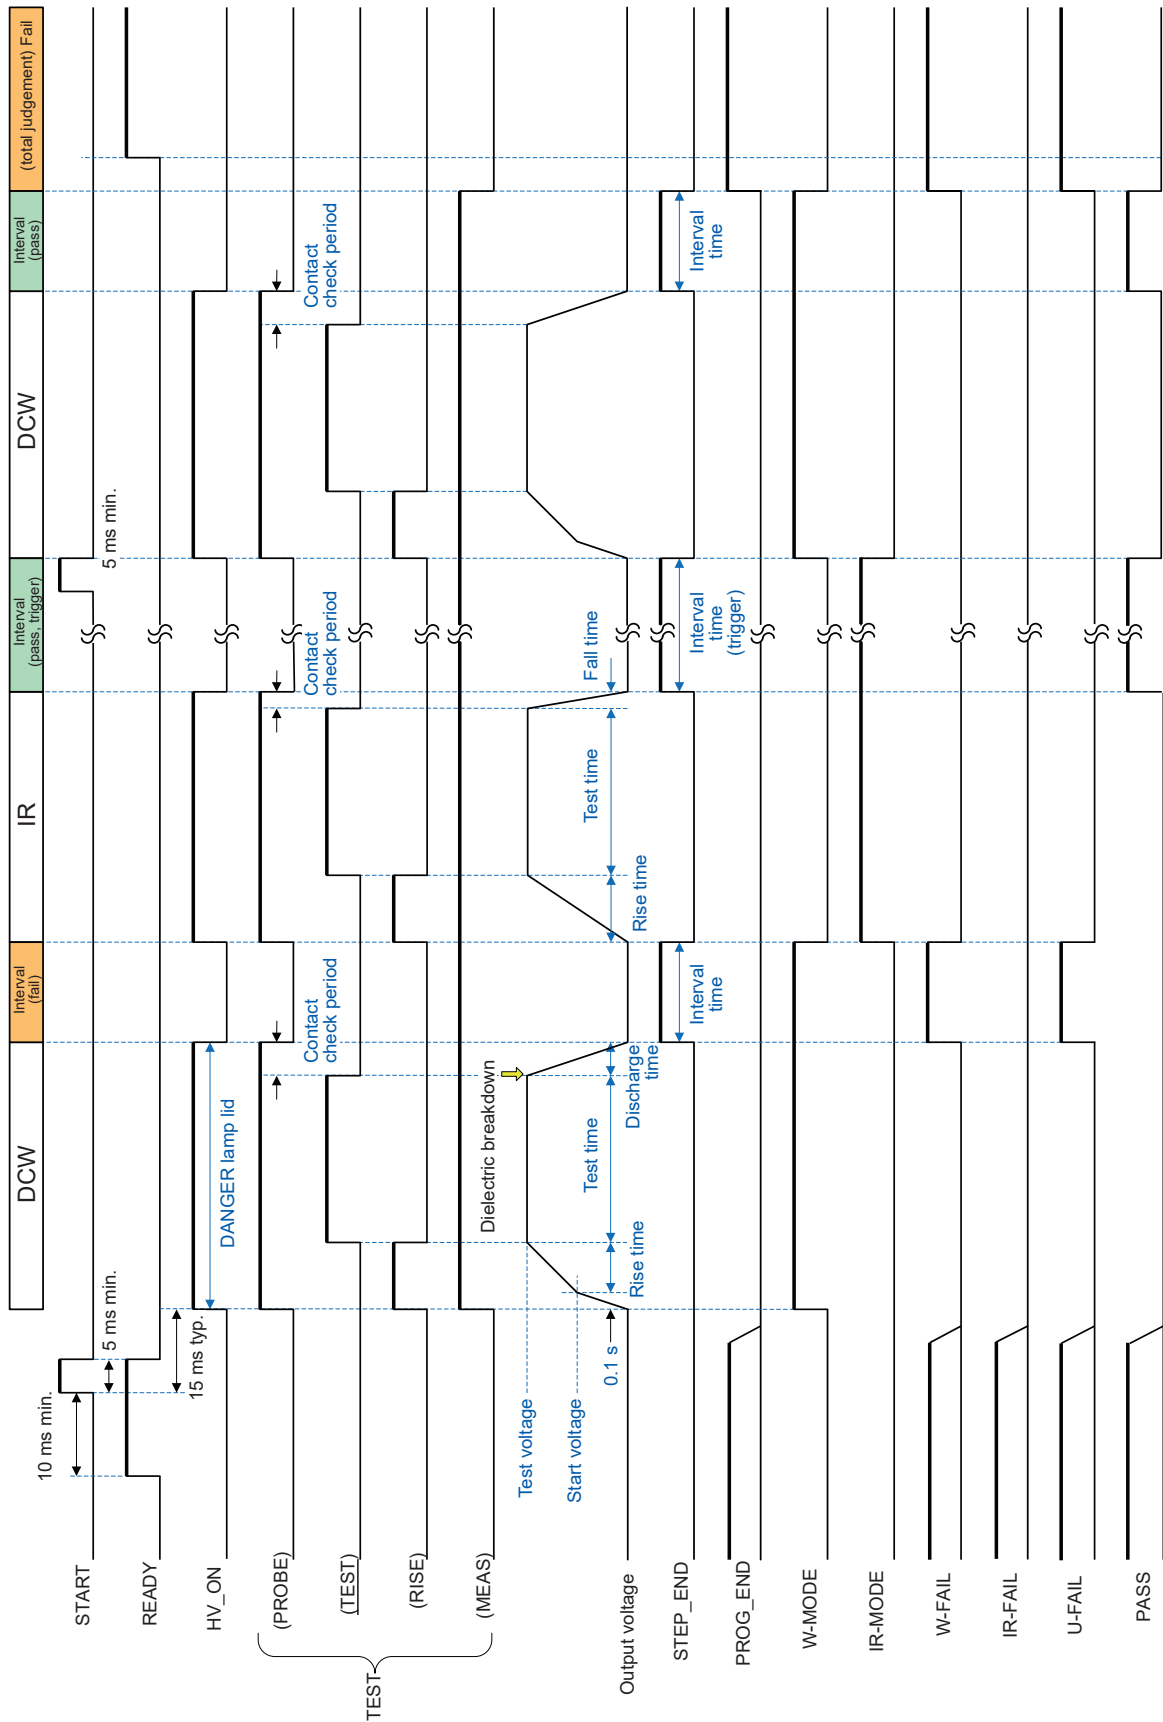 DCW
Interval
(fail)
IR
Interval
(pass, trigger)
DCW
Interval
(pass)
(total judgement) Fail
10 ms min.
5 ms min.
5 ms min.
START
READY
15 ms typ.
HV_ON
DANGER lamp lid
(PROBE)
Contact
check period
Contact
check period
Contact
check period
TEST
(TEST)
(RISE)
(MEAS)
Dielectric breakdown
Test voltage
Start voltage
Output voltage
0.1 s
Rise time
Test time
Discharge
time
Rise time
Test time
Fall time
STEP_END
Interval
time
Interval
time
(trigger)
Interval
time
PROG_END
W-MODE
IR-MODE
W-FAIL
IR-FAIL
U-FAIL
PASS